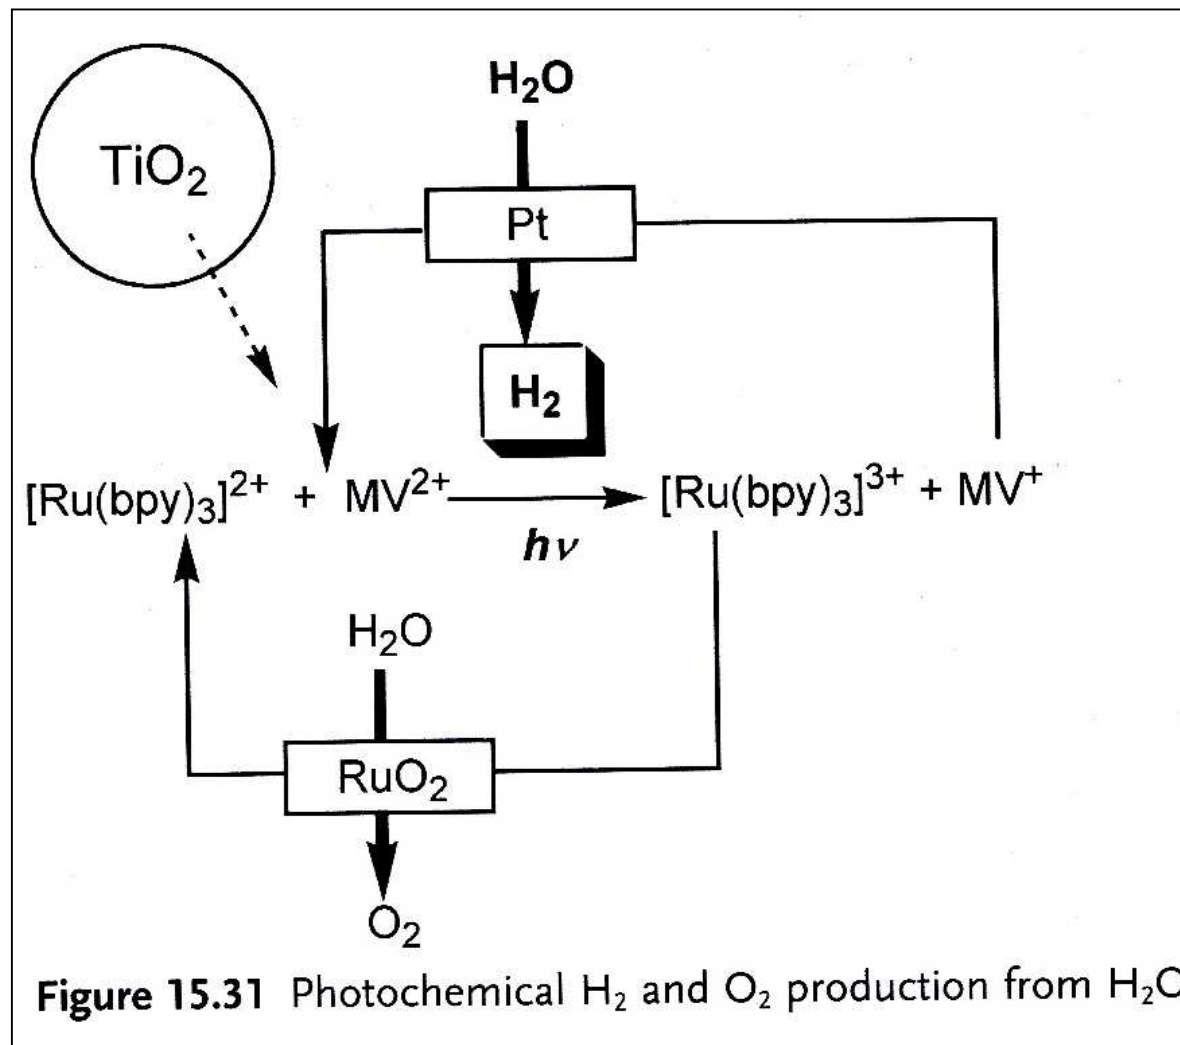 H₂O
TiO₂
Pt
H₂
[Ru(bpy)₃]²⁺ + MV²⁺ [Ru(bpy)₃]³⁺ + MV⁺
hν
H₂O
RuO₂
O₂
Figure 15.31 Photochemical H₂ and O₂ production from H₂O